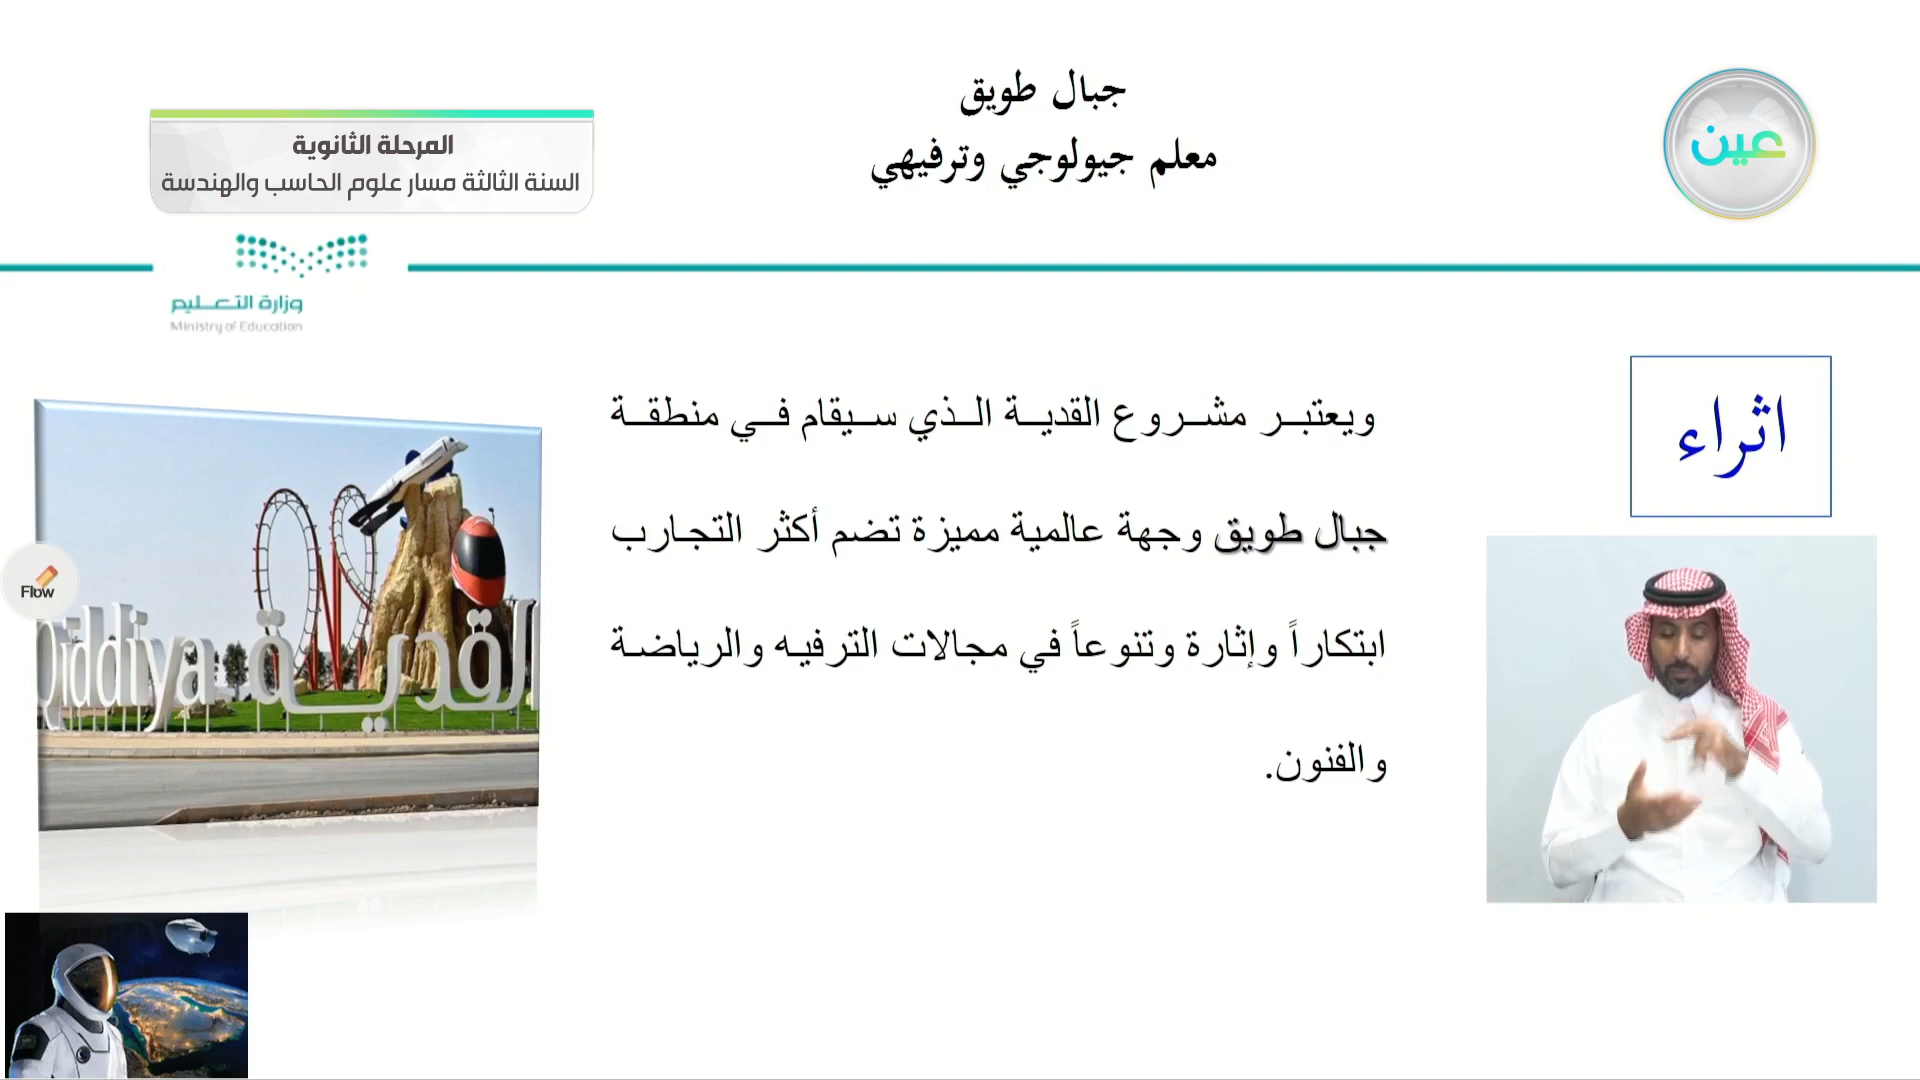 جبال طويق
معلم جيولوجي وترفيهي
عين
المرحلة الثانوية
السنة الثالثة مسار علوم الحاسب والهندسة
وزارة التعليم
Ministry of Education
اثراء
ويعتبر مشروع القدية الذي سيقام في منطقة
جبال طويق وجهة عالمية مميزة تضم أكثر التجارب
ابتكاراً وإثارة وتنوعاً في مجالات الترفيه والرياضة
والفنون.
Flow
Qiddiya القدية